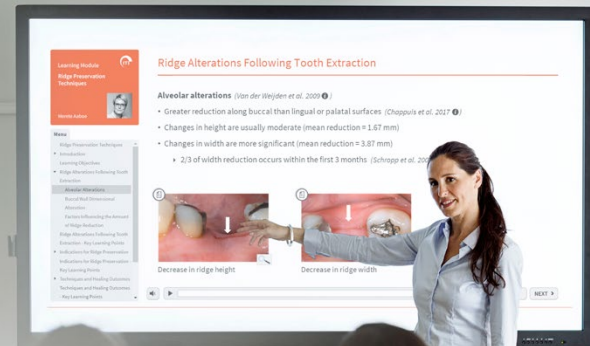 Learning Module
Ridge Preservation
Techniques
Menu
Ridge Preservation Techniques
Introduction
Learning Objectives
Ridge Alterations Following Tooth
Extraction
Alveolar Alterations
Buccal Wall Dimensional
Alteration
Factors Influencing the Amount
of Ridge Reduction
Ridge Alterations Following Tooth
Extraction - Key Learning Points
Indications for Ridge Preservation
Indications for Ridge Preservation
Key Learning Points
Techniques and Healing Outcomes
Techniques and Healing Outcomes
- Key Learning Points
Ridge Alterations Following Tooth Extraction
Alveolar alterations (Van der Weijden et al. 2009)
• Greater reduction along buccal than lingual or palatal surfaces (Chappuis et al. 2017)
• Changes in height are usually moderate (mean reduction = 1.67 mm)
• Changes in width are more significant (mean reduction = 3.87 mm)
• 2/3 of width reduction occurs within the first 3 months (Schropp et al. 200
Decrease in ridge height
Decrease in ridge width
NEXT >